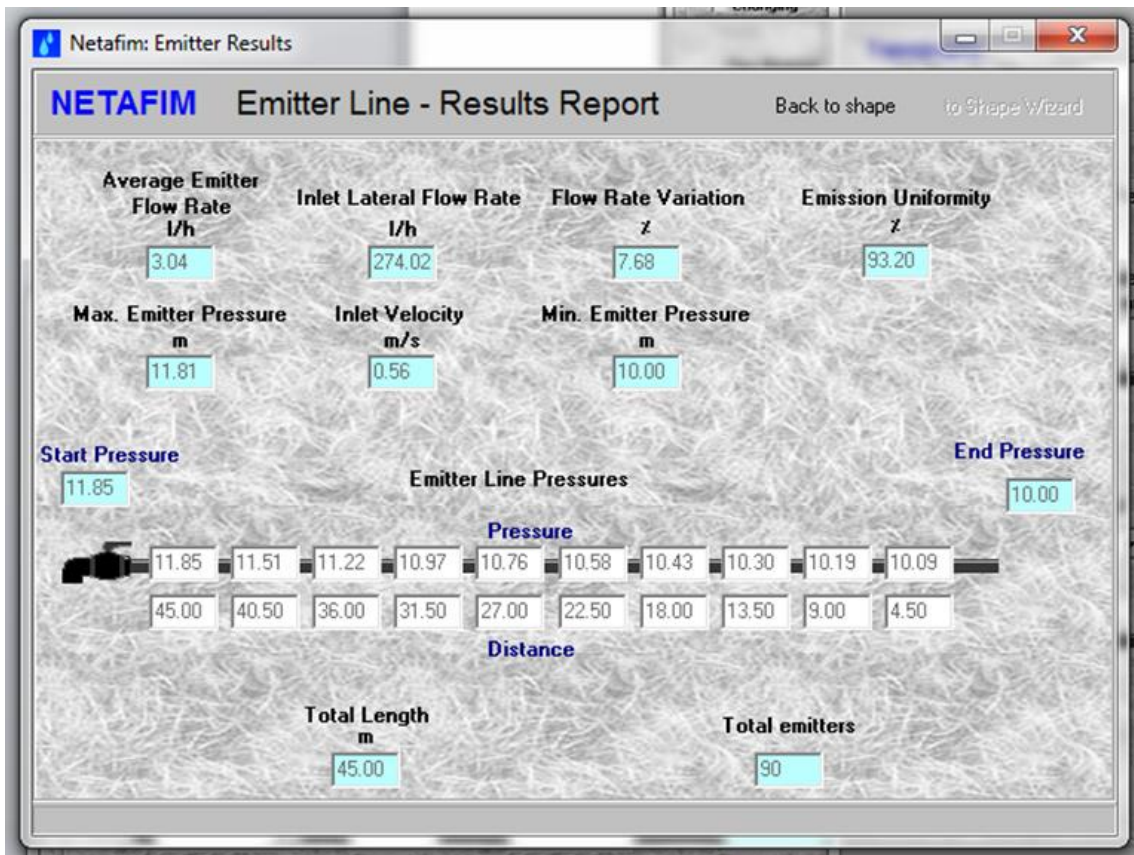 Changing
Netafim: Emitter Results
NETAFIM Emitter Line - Results Report Back to shape to Shape Wizard
Average Emitter
Flow Rate
l/h
Inlet Lateral Flow Rate
l/h
Flow Rate Variation
%
Emission Uniformity
%
3.04 274.02 7.68 93.20
Max. Emitter Pressure
m
Inlet Velocity
m/s
Min. Emitter Pressure
m
11.81 0.56 10.00
Start Pressure
11.85
End Pressure
10.00
Emitter Line Pressures
Pressure
11.85 11.51 11.22 10.97 10.76 10.58 10.43 10.30 10.19 10.09
45.00 40.50 36.00 31.50 27.00 22.50 18.00 13.50 9.00 4.50
Distance
Total Length
m
45.00
Total emitters
90